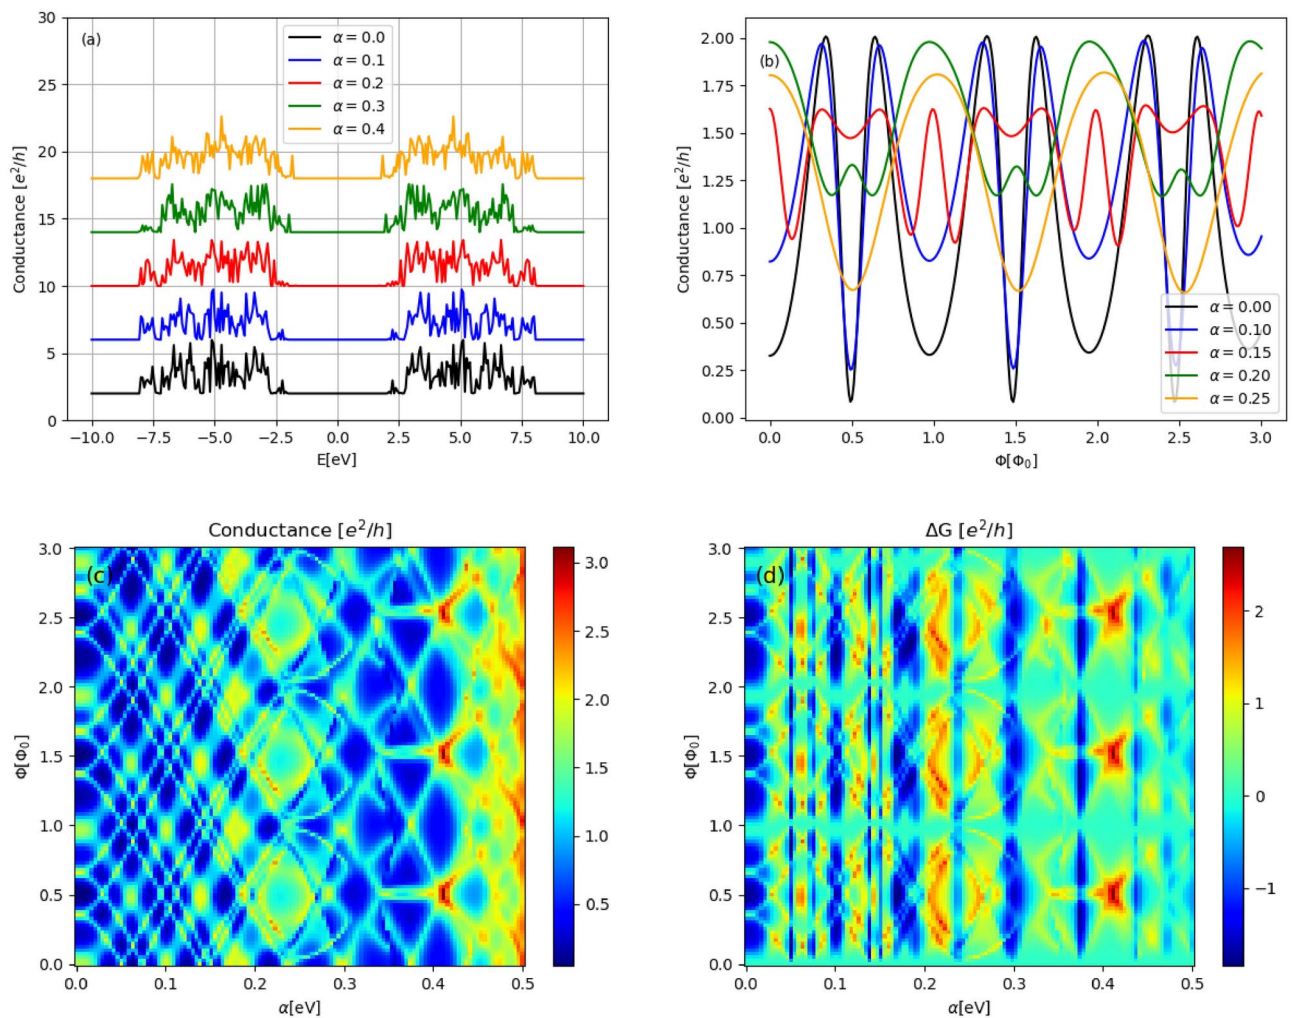 (a)
α = 0.0
α = 0.1
α = 0.2
α = 0.3
α = 0.4
30
25
20
15
10
5
0
Conductance [e²/h]
−10.0 −7.5 −5.0 −2.5 0.0 2.5 5.0 7.5 10.0
E[eV]
(b)
2.00
1.75
1.50
1.25
1.00
0.75
0.50
0.25
0.00
Conductance [e²/h]
α = 0.00
α = 0.10
α = 0.15
α = 0.20
α = 0.25
0.0 0.5 1.0 1.5 2.0 2.5 3.0
Φ[Φ₀]
Conductance [e²/h]
(c)
3.0
2.5
2.0
1.5
1.0
0.5
0.0
Φ[Φ₀]
0.0 0.1 0.2 0.3 0.4 0.5
α[eV]
3.0
2.5
2.0
1.5
1.0
0.5
ΔG [e²/h]
(d)
3.0
2.5
2.0
1.5
1.0
0.5
0.0
Φ[Φ₀]
0.0 0.1 0.2 0.3 0.4 0.5
α[eV]
2
1
0
−1